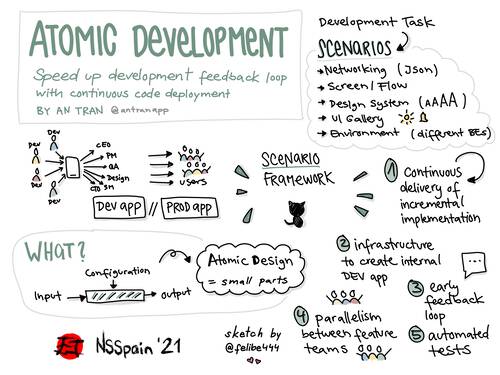 ATOMIC DEVELOPMENT
Speed up development feedback loop
with continuous code deployment
BY AN TRAN @antranapp
Development Task
SCENARIOS
→ Networking (Json)
→ Screen/Flow
→ Design System (AAAA)
→ UI Gallery
→ Environment (different BEs)
DEV
DEV
DEV
DEV
CEO
PM
QA
Design
SM
CTO
users
DEV app // PROD app
SCENARIO
FRAMEWORK
1 Continuous
delivery of
incremental
implementation
2 infrastructure
to create internal
DEV app
3 early
feedback
loop
4 parallelism
between feature
teams
5 automated
tests
WHAT?
Configuration
Input
output
Atomic Design
= small parts
NSSpain '21
sketch by
@felibe444